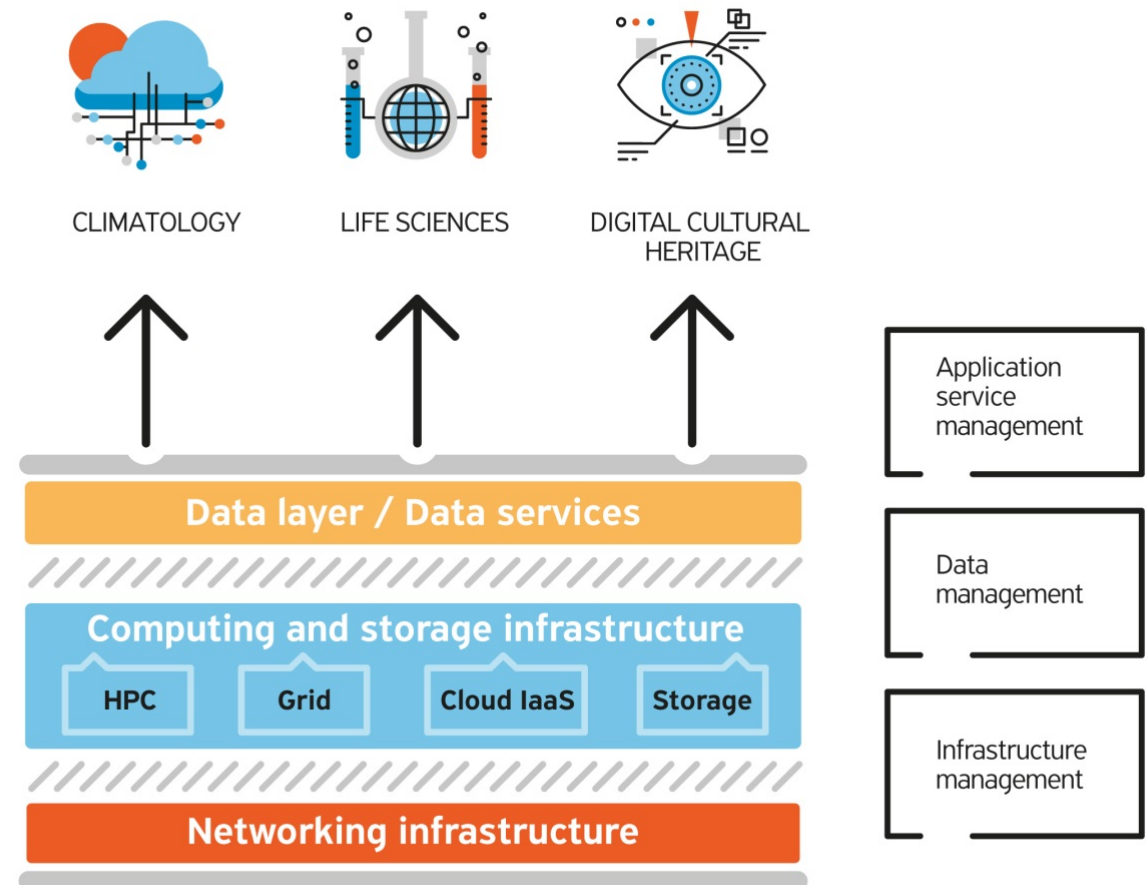 CLIMATOLOGY
LIFE SCIENCES
DIGITAL CULTURAL
HERITAGE
Application
service
management
Data layer / Data services
Data
management
Computing and storage infrastructure
HPC
Grid
Cloud IaaS
Storage
Infrastructure
management
Networking infrastructure